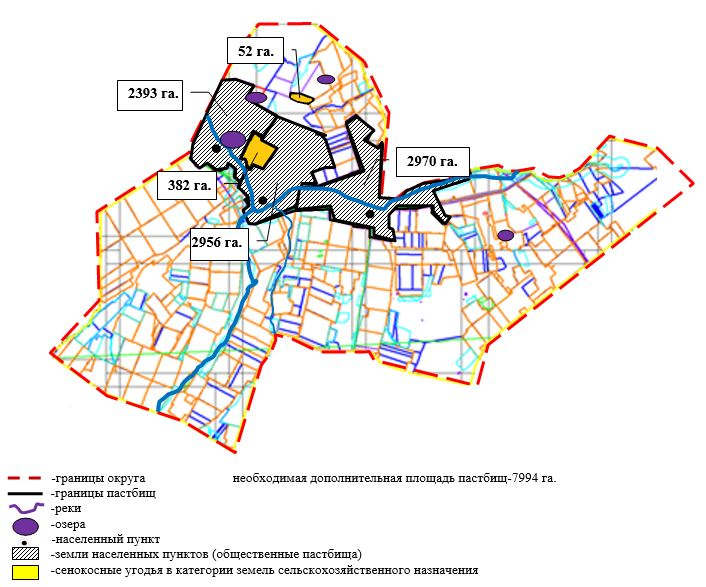 52 га.
2393 га.
2970 га.
382 га.
2956 га.
-границы округа
необходимая дополнительная площадь пастбищ-7994 га.
-границы пастбищ
-реки
-озера
-населенный пункт
-земли населенных пунктов (общественные пастбища)
-сенокосные угодья в категории земель сельскохозяйственного назначения